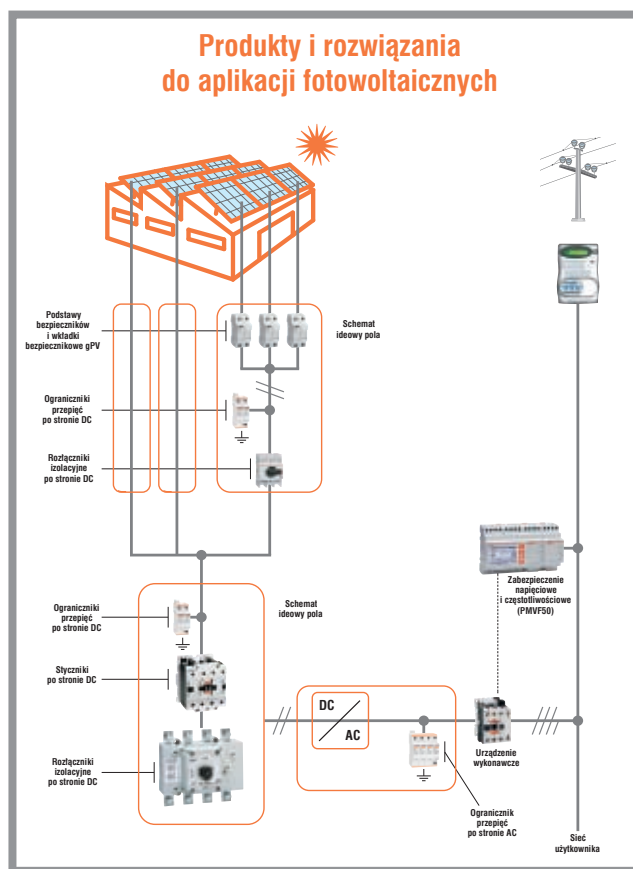 Produkty i rozwiązania
do aplikacji fotowoltaicznych
Podstawy
bezpieczników
i wkładki
bezpiecznikowe gPV
Schemat
ideowy pola
Ograniczniki
przepięć
po stronie DC
Rozłączniki
izolacyjne
po stronie DC
Ograniczniki
przepięć
po stronie DC
Schemat
ideowy pola
Styczniki
po stronie DC
Rozłączniki
izolacyjne
po stronie DC
DC
AC
Zabezpieczenie
napięciowe
i częstotliwościowe
(PMVF50)
Urządzenie
wykonawcze
Ogranicznik
przepięć
po stronie AC
Sieć
użytkownika